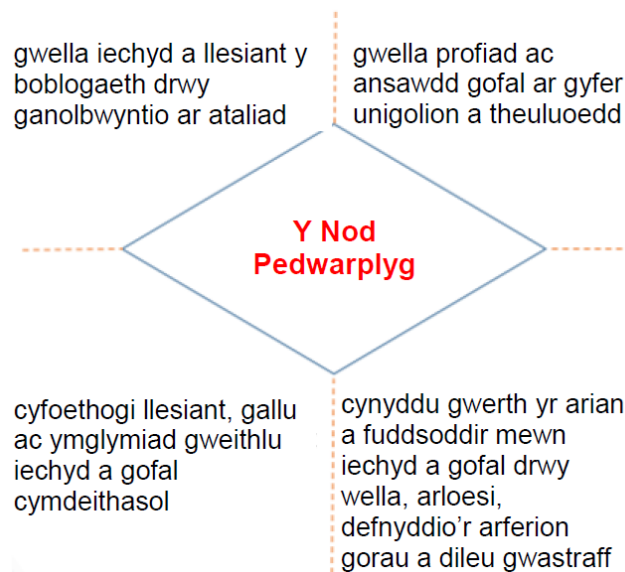 gwella iechyd a llesiant y
boblogaeth drwy
ganolbwyntio ar ataliad
gwella profiad ac
ansawdd gofal ar gyfer
unigolion a theuluoedd
Y Nod
Pedwarplyg
cyfoethogi llesiant, gallu
ac ymglymiad gweithlu
iechyd a gofal
cymdeithasol
cynyddu gwerth yr arian
a fuddsoddir mewn
iechyd a gofal drwy
wella, arloesi,
defnyddio’r arferion
gorau a dileu gwastraff